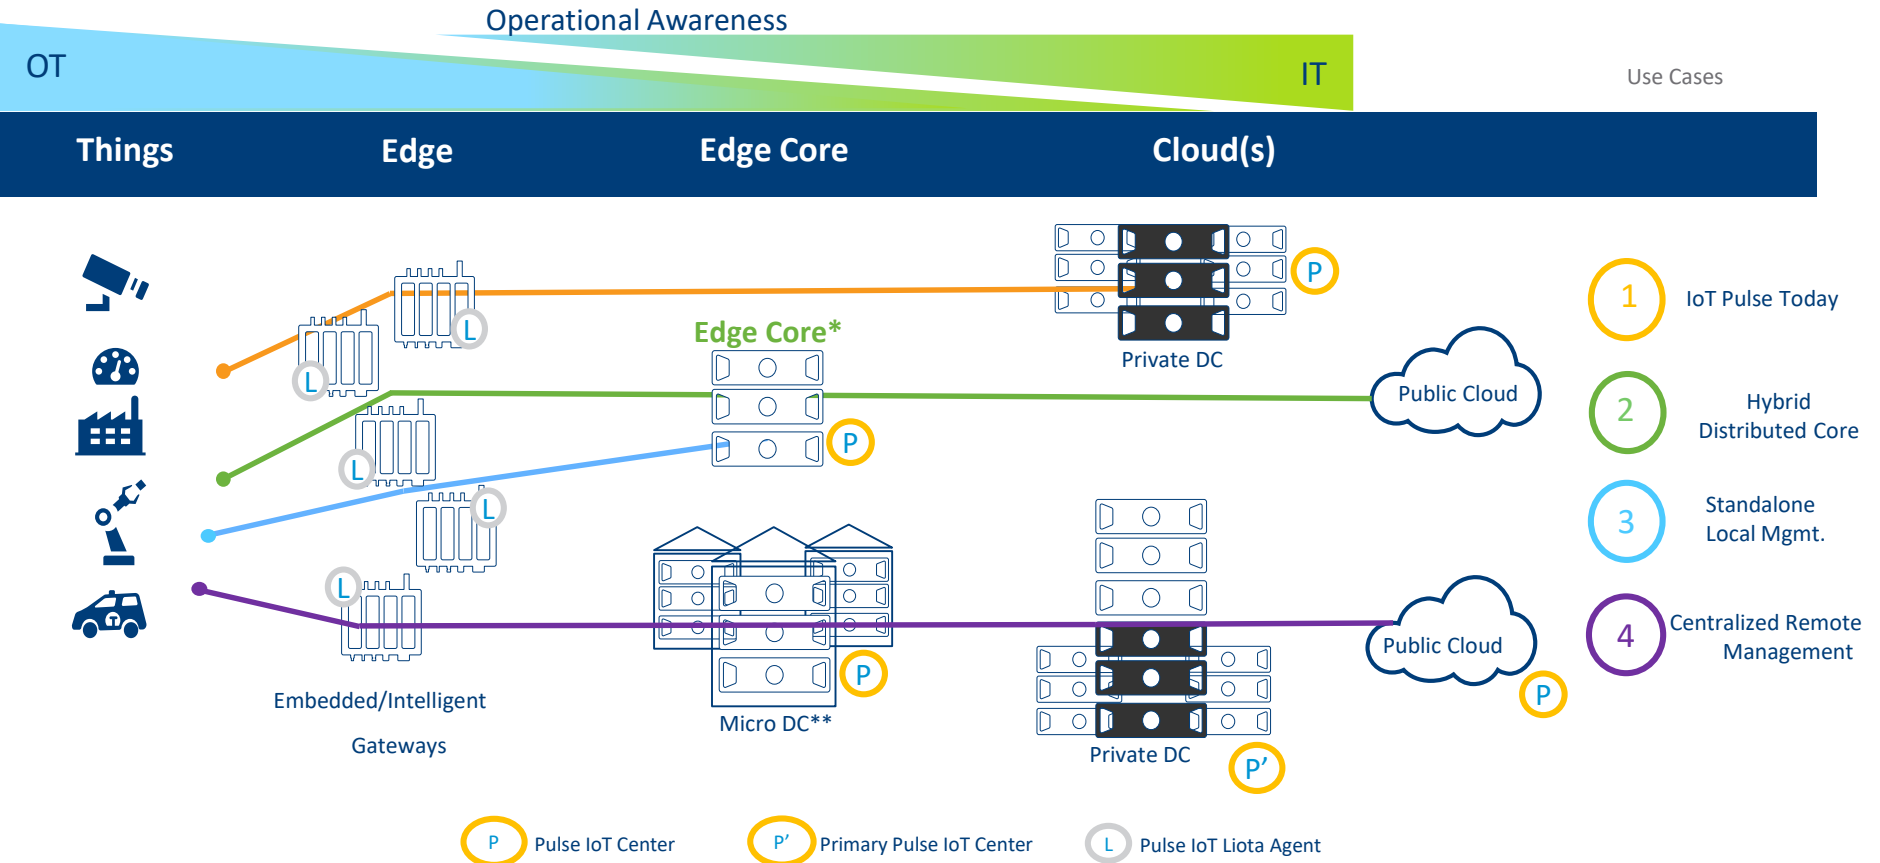 Operational Awareness
OT
IT
Use Cases
Things
Edge
Edge Core
Cloud(s)
P
L
L
Private DC
1
IoT Pulse Today
Edge Core*
P
L
Public Cloud
2
Hybrid
Distributed Core
L
3
Standalone
Local Mgmt.
L
P
Micro DC**
Private DC
P’
Public Cloud
P
4
Centralized Remote
Management
Embedded/Intelligent
Gateways
P Pulse IoT Center
P’ Primary Pulse IoT Center
L Pulse IoT Liota Agent